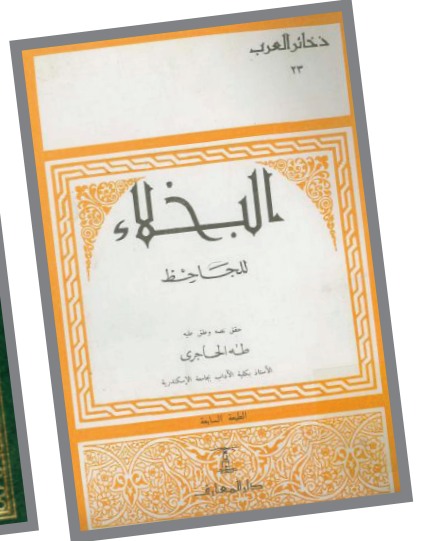 ذخائر العرب
٢٣
البخلاء
للجاحظ
حقق نصه وعلق عليه
طه الحاجرى
الأستاذ بكلية الآداب بجامعة الإسكندرية
الطبعة السابعة
دار المعارف